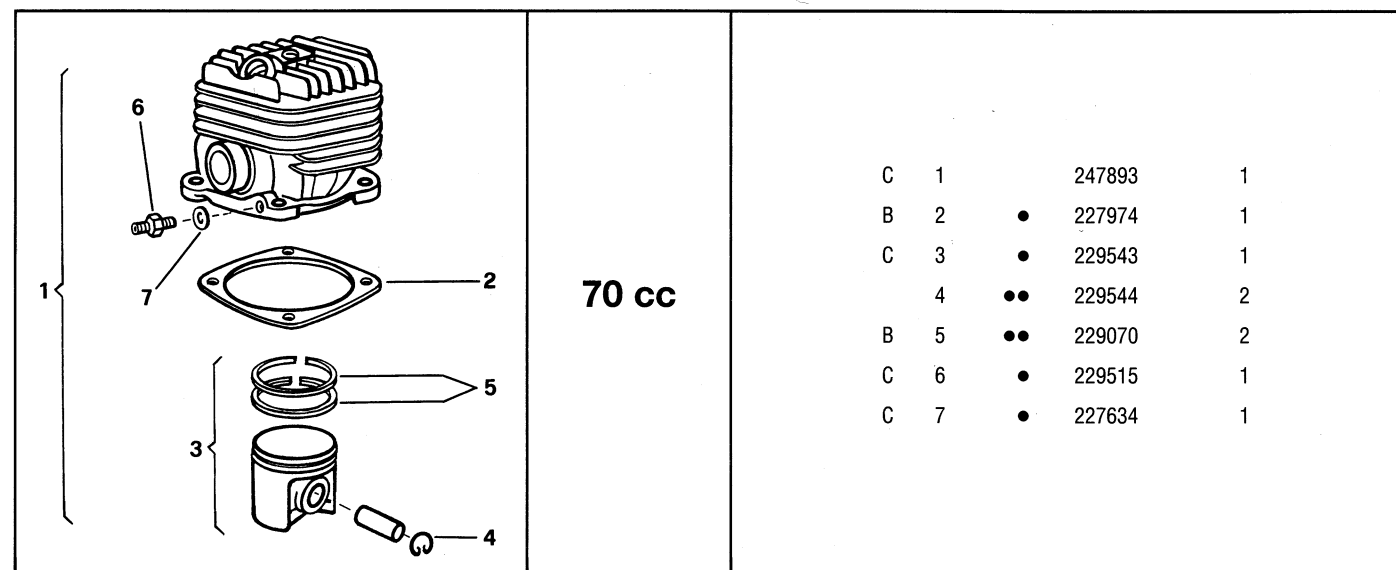 6
7
1
2
5
3
4
70 cc
C 1 247893 1
B 2 • 227974 1
C 3 • 229543 1
4 •• 229544 2
B 5 •• 229070 2
C 6 • 229515 1
C 7 • 227634 1